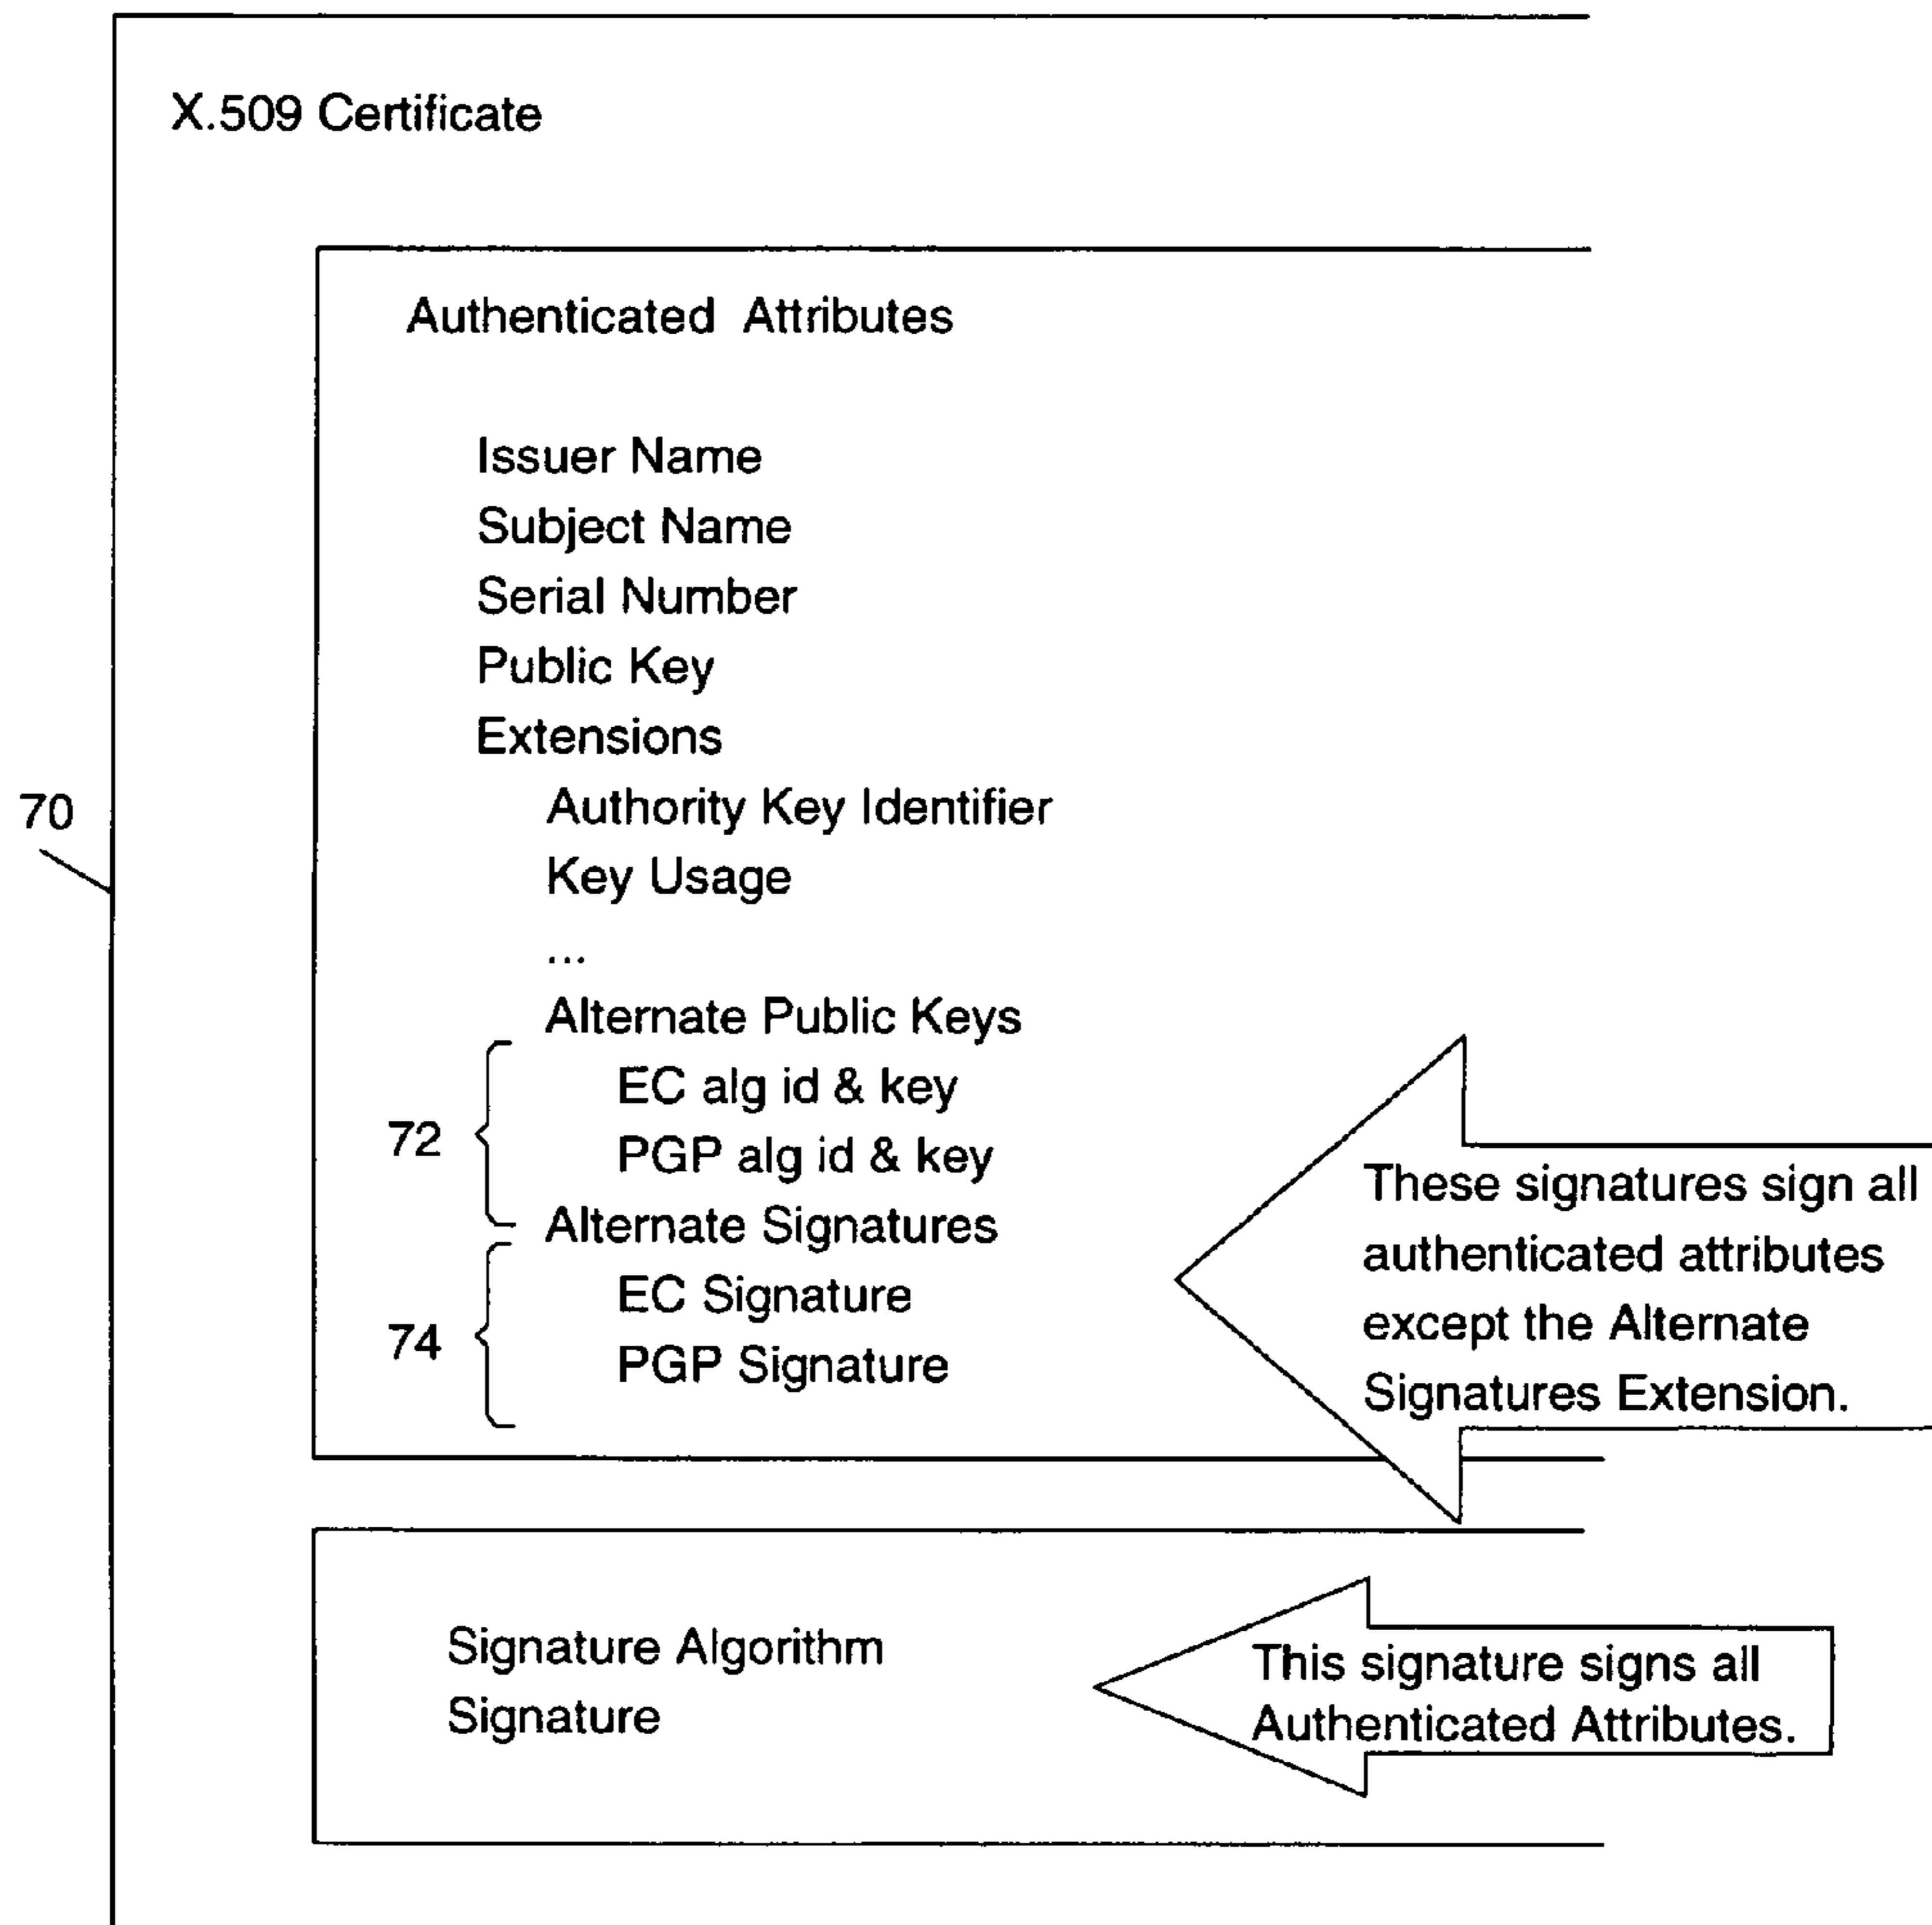 X.509 Certificate
Authenticated Attributes
Issuer Name
Subject Name
Serial Number
Public Key
Extensions
Authority Key Identifier
70
Key Usage
...
Alternate Public Keys
EC alg id & key
72
PGP alg id & key
Alternate Signatures
EC Signature
74
PGP Signature
These signatures sign all
authenticated attributes
except the Alternate
Signatures Extension.
Signature Algorithm
Signature
This signature signs all
Authenticated Attributes.